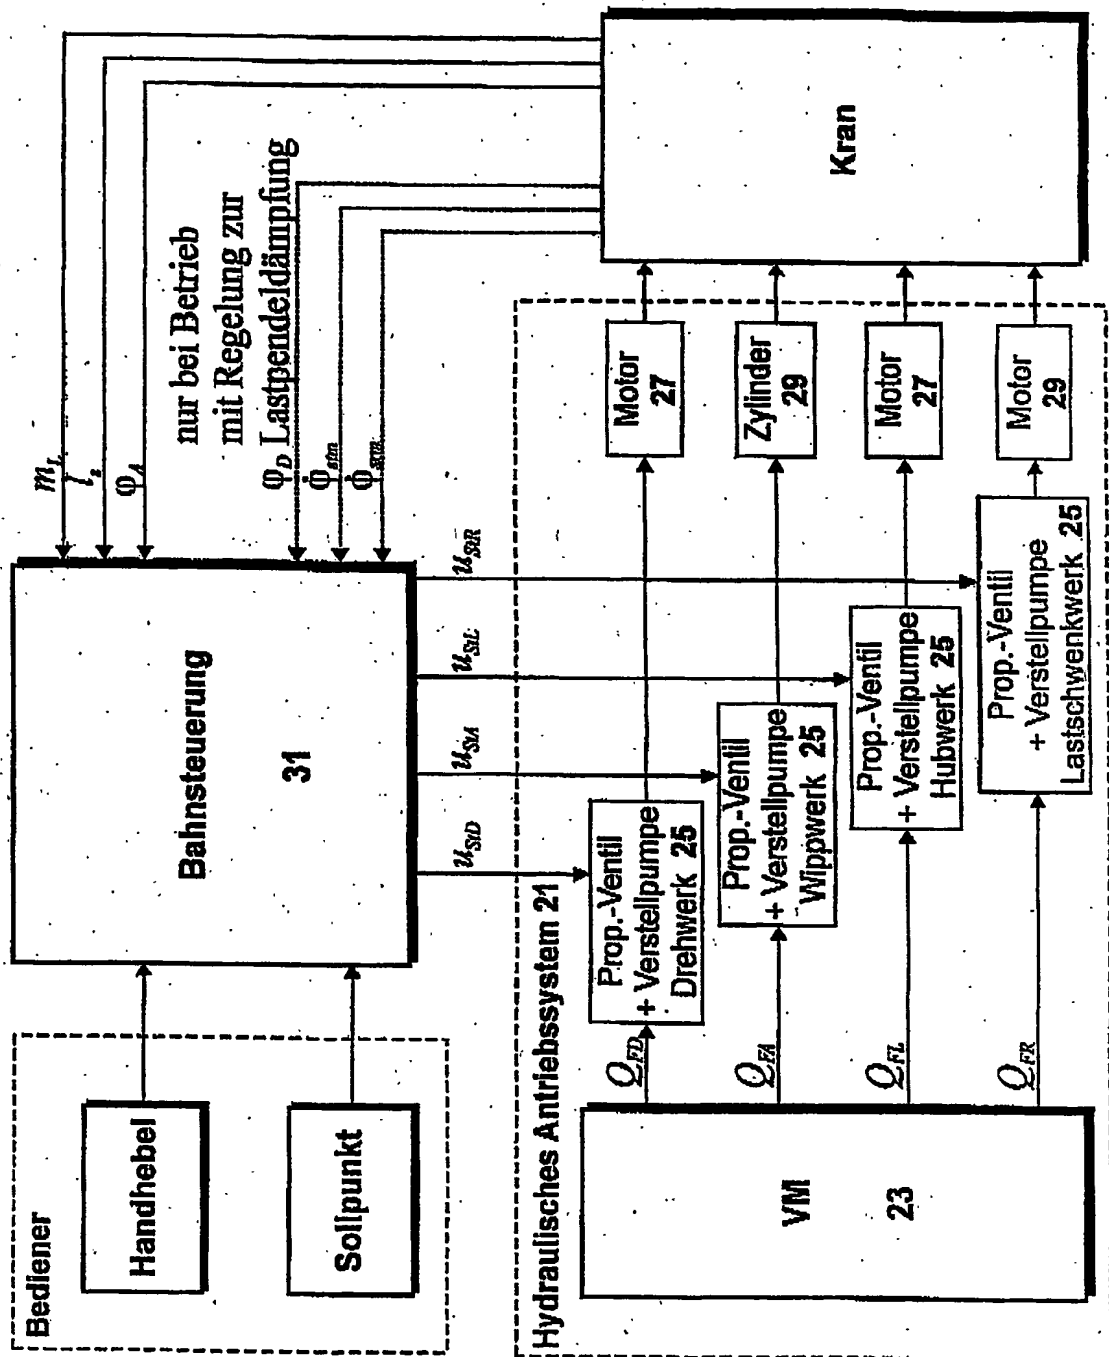 Bediener
Handhebel
Sollpunkt
Bahnsteuerung
31
m_L
l_s
φ_A
nur bei Betrieb
mit Regelung zur
φ_D Lastpendeldämpfung
u_StD
u_StA
u_StL
u_StR
Hydraulisches Antriebssystem 21
VM
23
Q_FD
Q_FA
Q_FL
Q_FR
Prop.-Ventil
+ Verstellpumpe
Drehwerk 25
Prop.-Ventil
+ Verstellpumpe
Wippwerk 25
Prop.-Ventil
+ Verstellpumpe
Hubwerk 25
Prop.-Ventil
+ Verstellpumpe
Lastschwenkwerk 25
Motor
27
Zylinder
29
Motor
27
Motor
29
Kran